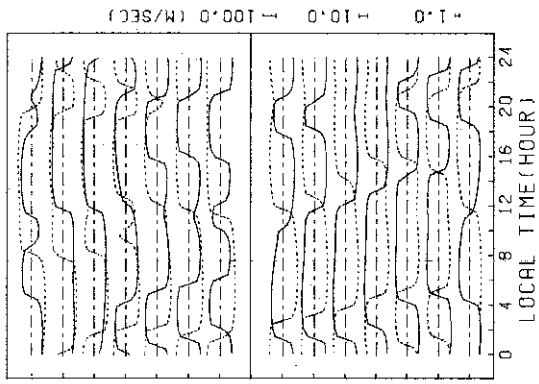 = 1.0 = 10.0 = 100.0 (M/SEC)
0 4 8 12 16 20 24
LOCAL TIME(HOUR)